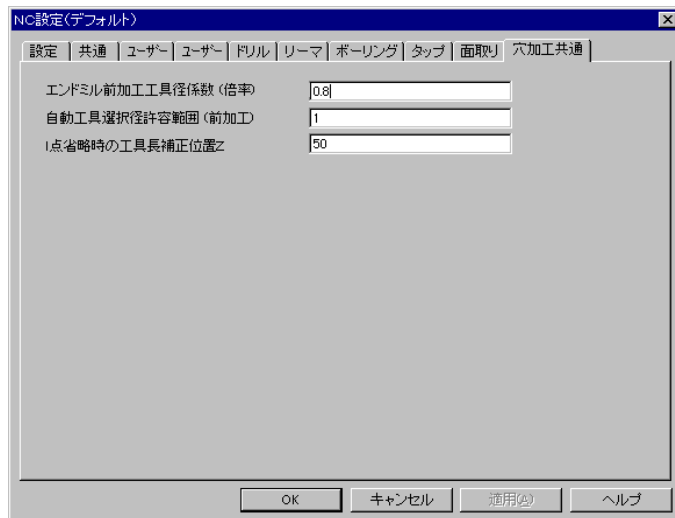 NC設定(デフォルト)
設定 共通 ユーザー ユーザー ドリル リーマ ボーリング タップ 面取り 穴加工共通
エンドミル前加工工具径係数(倍率) 0.8
自動工具選択径許容範囲(前加工) 1
I点省略時の工具長補正位置Z 50
OK キャンセル 適用(A) ヘルプ